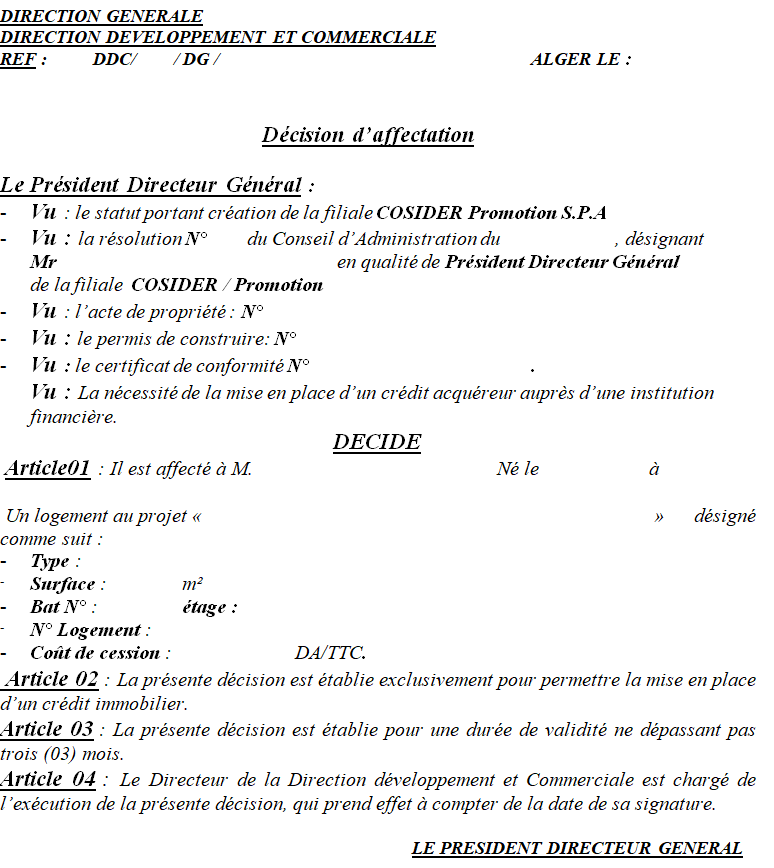 DIRECTION GENERALE
DIRECTION DEVELOPPEMENT ET COMMERCIALE
REF : DDC/ / DG / ALGER LE :
Décision d’affectation
Le Président Directeur Général :
- Vu : le statut portant création de la filiale COSIDER Promotion S.P.A
- Vu : la résolution N° du Conseil d’Administration du , désignant
Mr en qualité de Président Directeur Général
de la filiale COSIDER / Promotion
- Vu : l’acte de propriété : N°
- Vu : le permis de construire: N°
- Vu : le certificat de conformité N° .
Vu : La nécessité de la mise en place d’un crédit acquéreur auprès d’une institution
financière.
DECIDE
Article01 : Il est affecté à M. Né le à
Un logement au projet « » désigné
comme suit :
- Type :
- Surface : m²
- Bat N° : étage :
- N° Logement :
- Coût de cession : DA/TTC.
Article 02 : La présente décision est établie exclusivement pour permettre la mise en place
d’un crédit immobilier.
Article 03 : La présente décision est établie pour une durée de validité ne dépassant pas
trois (03) mois.
Article 04 : Le Directeur de la Direction développement et Commerciale est chargé de
l’exécution de la présente décision, qui prend effet à compter de la date de sa signature.
LE PRESIDENT DIRECTEUR GENERAL